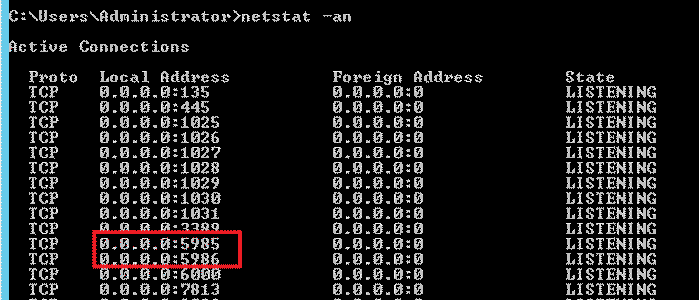 C:\Users\Administrator>netstat -an
Active Connections
Proto Local Address Foreign Address State
TCP 0.0.0.0:135 0.0.0.0:0 LISTENING
TCP 0.0.0.0:445 0.0.0.0:0 LISTENING
TCP 0.0.0.0:1025 0.0.0.0:0 LISTENING
TCP 0.0.0.0:1026 0.0.0.0:0 LISTENING
TCP 0.0.0.0:1027 0.0.0.0:0 LISTENING
TCP 0.0.0.0:1028 0.0.0.0:0 LISTENING
TCP 0.0.0.0:1029 0.0.0.0:0 LISTENING
TCP 0.0.0.0:1030 0.0.0.0:0 LISTENING
TCP 0.0.0.0:1031 0.0.0.0:0 LISTENING
TCP 0.0.0.0:3389 0.0.0.0:0 LISTENING
TCP 0.0.0.0:5985 0.0.0.0:0 LISTENING
TCP 0.0.0.0:5986 0.0.0.0:0 LISTENING
TCP 0.0.0.0:6000 0.0.0.0:0 LISTENING
TCP 0.0.0.0:7813 0.0.0.0:0 LISTENING